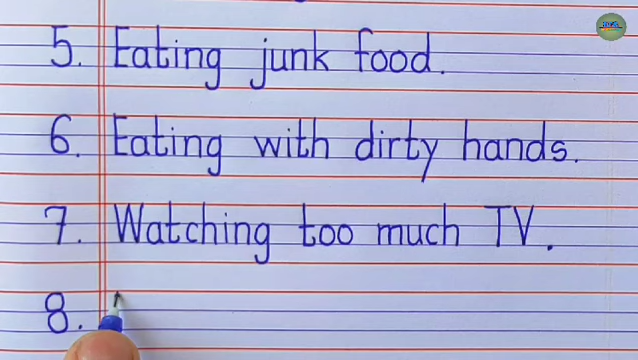 5. Eating junk food.
6. Eating with dirty hands.
7. Watching too much TV.
8.